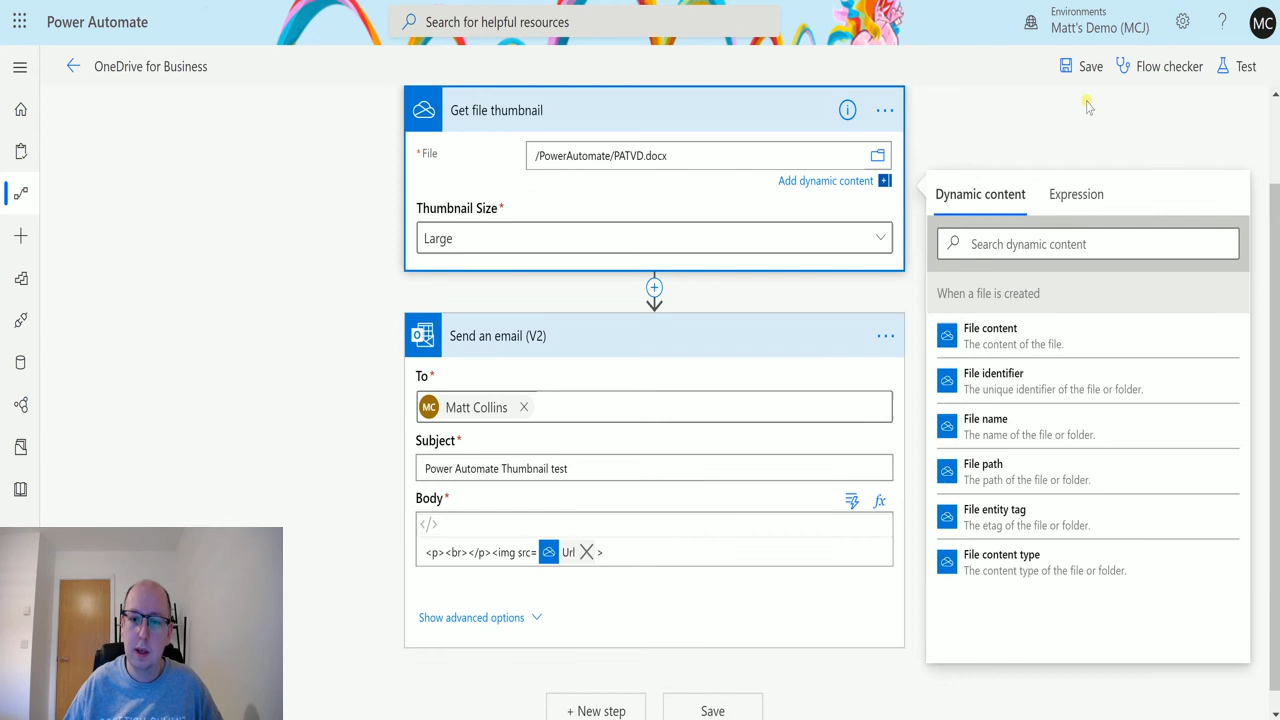 Power Automate
Search for helpful resources
Environments
Matt's Demo (MCJ)
MC
OneDrive for Business
Save
Flow checker
Test
Get file thumbnail
* File
/PowerAutomate/PATVD.docx
Add dynamic content
Thumbnail Size*
Large
Send an email (V2)
To*
MC Matt Collins
Subject*
Power Automate Thumbnail test
Body*
fx
</>
<p><br></p><img src= Url >
Show advanced options
+ New step
Save
Dynamic content
Expression
Search dynamic content
When a file is created
File content
The content of the file.
File identifier
The unique identifier of the file or folder.
File name
The name of the file or folder.
File path
The path of the file or folder.
File entity tag
The etag of the file or folder.
File content type
The content type of the file or folder.